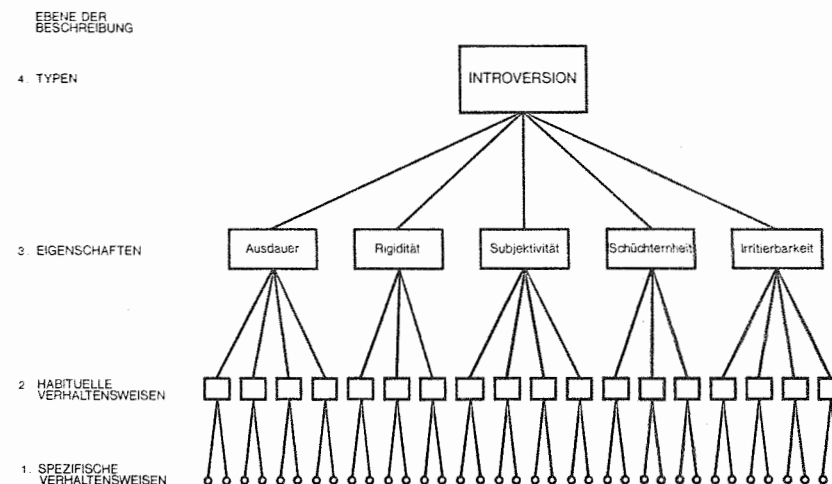 EBENE DER
BESCHREIBUNG
4. TYPEN
INTROVERSION
3. EIGENSCHAFTEN
Ausdauer
Rigidität
Subjektivität
Schüchternheit
Irritierbarkeit
2 HABITUELLE
VERHALTENSWEISEN
1. SPEZIFISCHE
VERHALTENSWEISEN